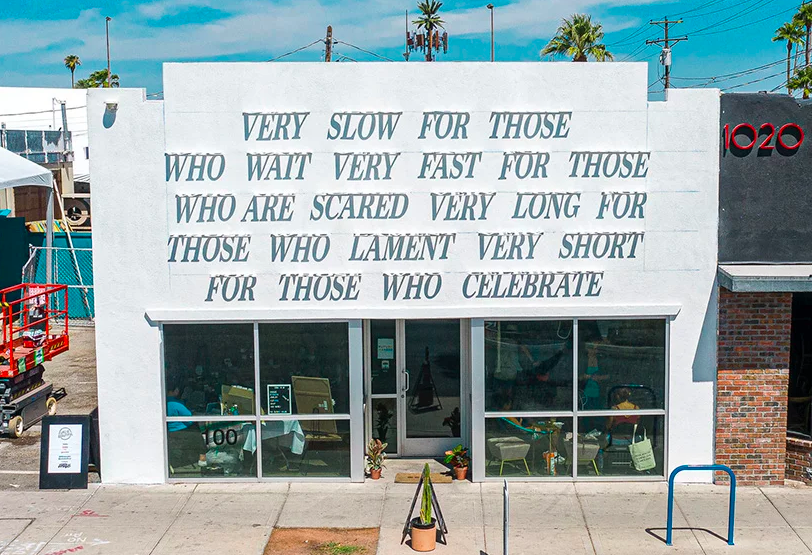 VERY SLOW FOR THOSE
WHO WAIT VERY FAST FOR THOSE
WHO ARE SCARED VERY LONG FOR
THOSE WHO LAMENT VERY SHORT
FOR THOSE WHO CELEBRATE
1020
100